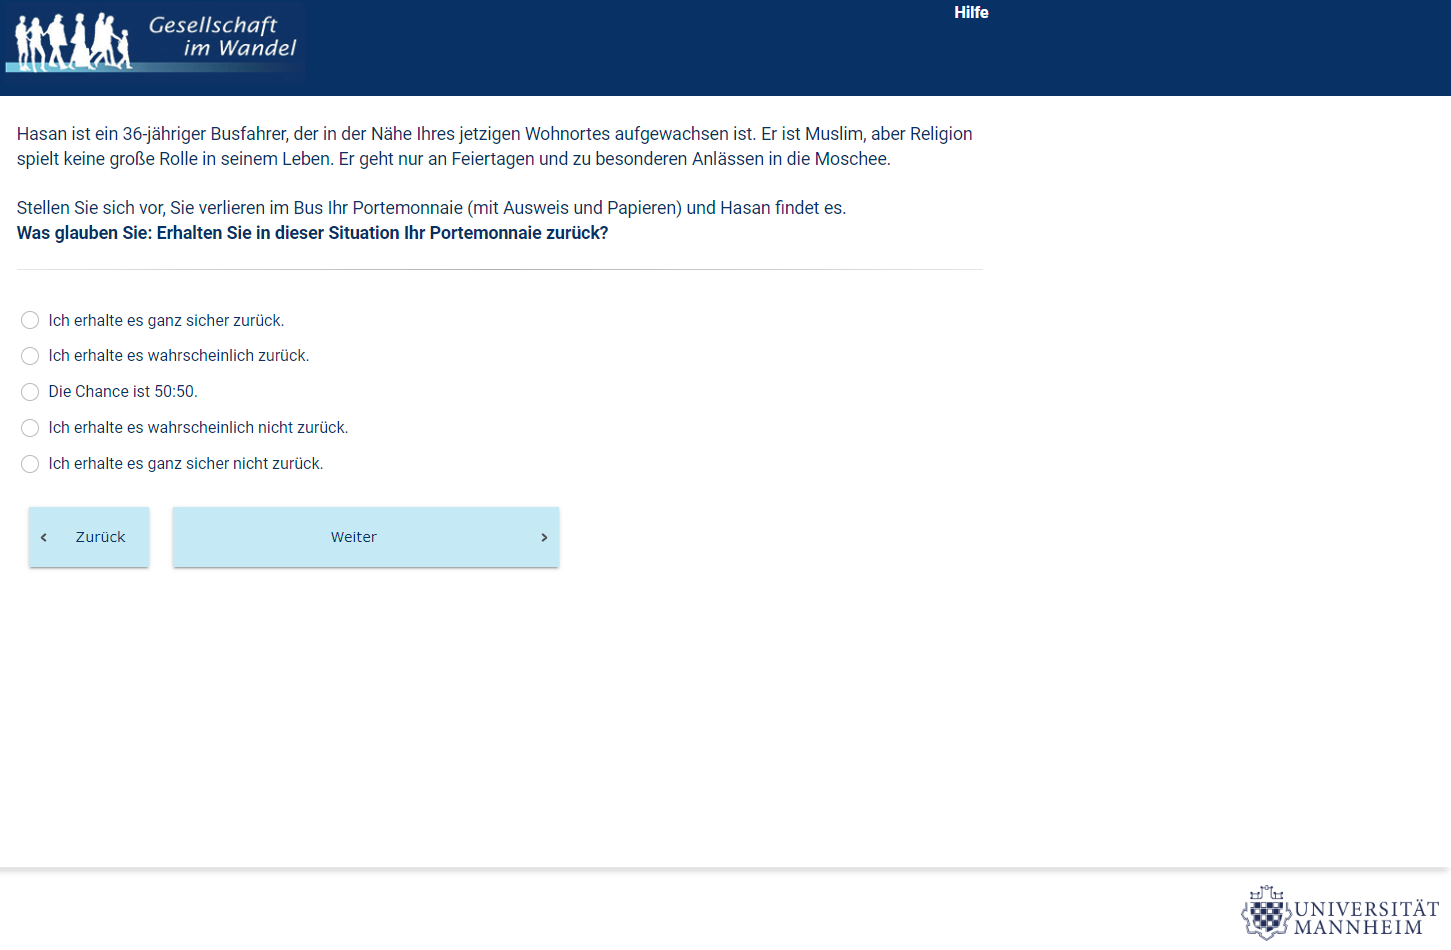 Gesellschaft
im Wandel
Hilfe
Hasan ist ein 36-jähriger Busfahrer, der in der Nähe Ihres jetzigen Wohnortes aufgewachsen ist. Er ist Muslim, aber Religion
spielt keine große Rolle in seinem Leben. Er geht nur an Feiertagen und zu besonderen Anlässen in die Moschee.
Stellen Sie sich vor, Sie verlieren im Bus Ihr Portemonnaie (mit Ausweis und Papieren) und Hasan findet es.
Was glauben Sie: Erhalten Sie in dieser Situation Ihr Portemonnaie zurück?
Ich erhalte es ganz sicher zurück.
Ich erhalte es wahrscheinlich zurück.
Die Chance ist 50:50.
Ich erhalte es wahrscheinlich nicht zurück.
Ich erhalte es ganz sicher nicht zurück.
Zurück
Weiter
UNIVERSITÄT
MANNHEIM